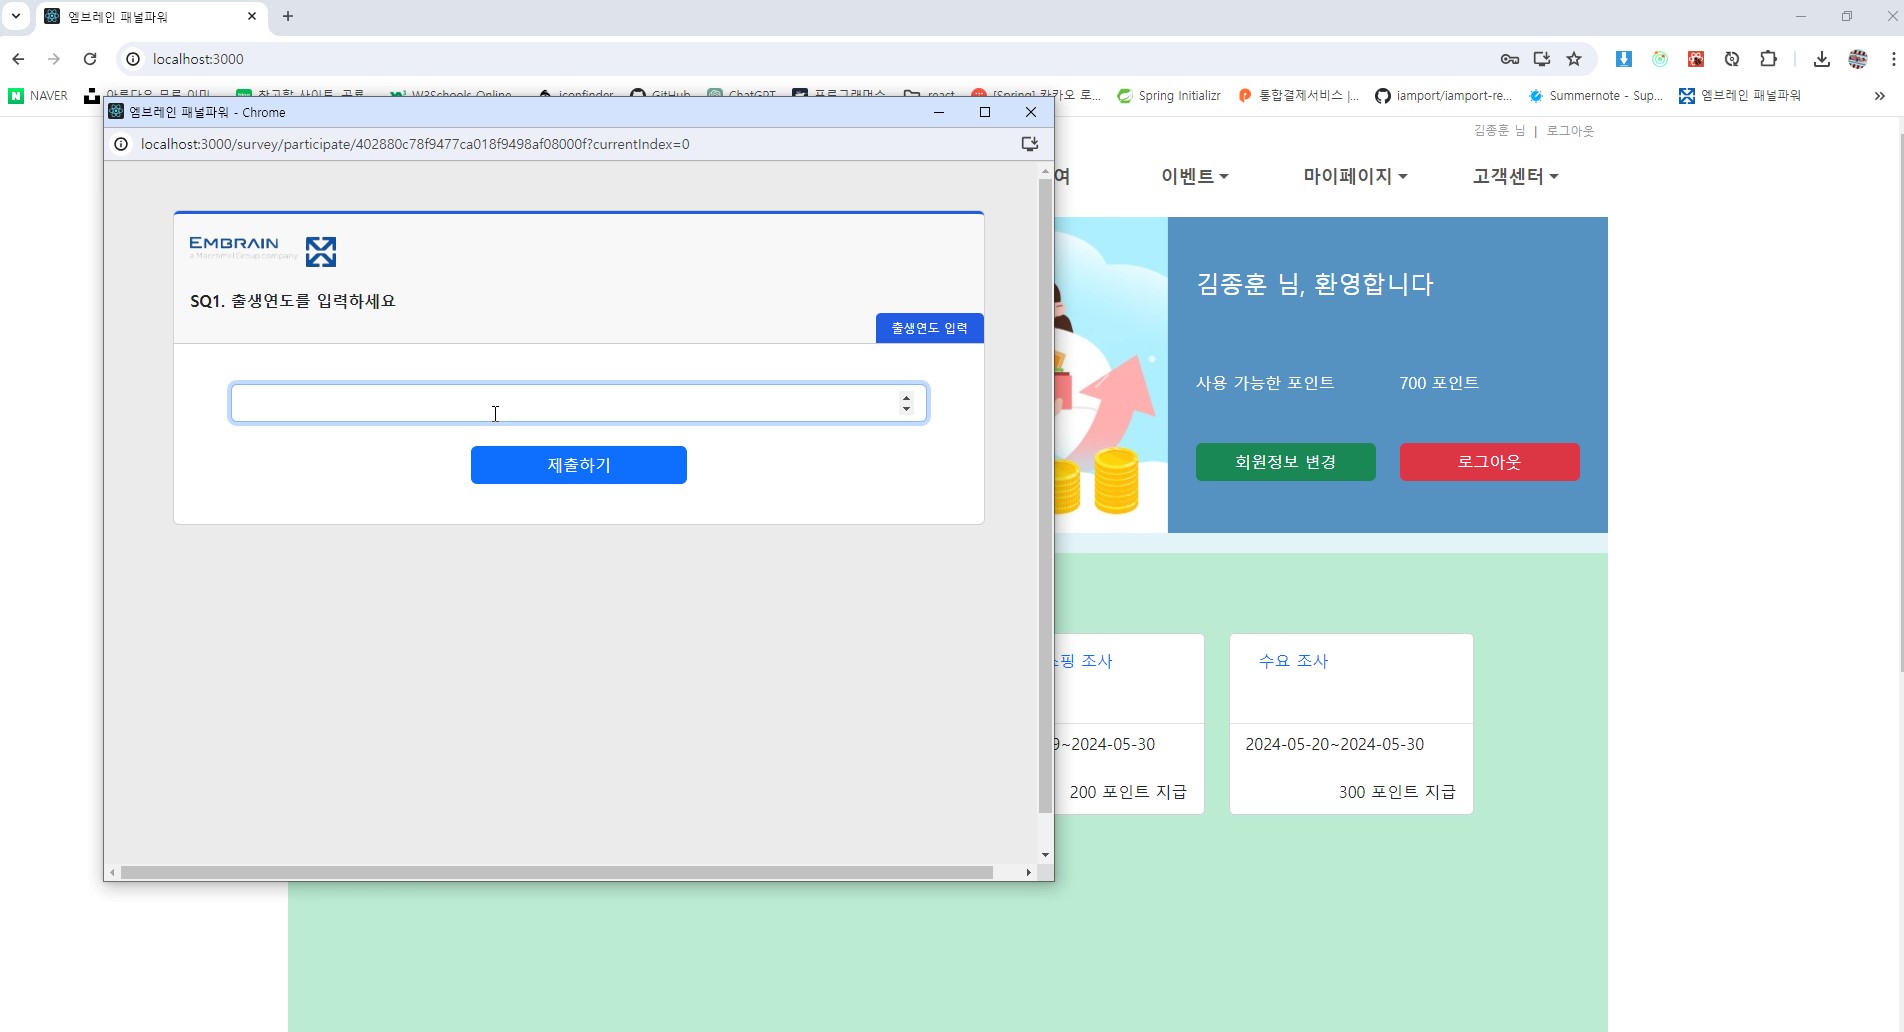 엠브레인 패널파워
localhost:3000
NAVER
W3Schools Online
iconfinder
GitHub
ChatGPT
프로그래머스
react
[Spring] 카카오 로...
Spring Initializr
통합결제서비스 |...
iamport/iamport-re...
Summernote - Sup...
엠브레인 패널파워
엠브레인 패널파워 - Chrome
localhost:3000/survey/participate/402880c78f9477ca018f9498af08000f?currentIndex=0
김종훈 님 | 로그아웃
여
이벤트
마이페이지
고객센터
EMBRAIN
a Macromill Group company
SQ1. 출생연도를 입력하세요
출생연도 입력
제출하기
김종훈 님, 환영합니다
사용 가능한 포인트
700 포인트
회원정보 변경
로그아웃
핑 조사
9~2024-05-30
200 포인트 지급
수요 조사
2024-05-20~2024-05-30
300 포인트 지급